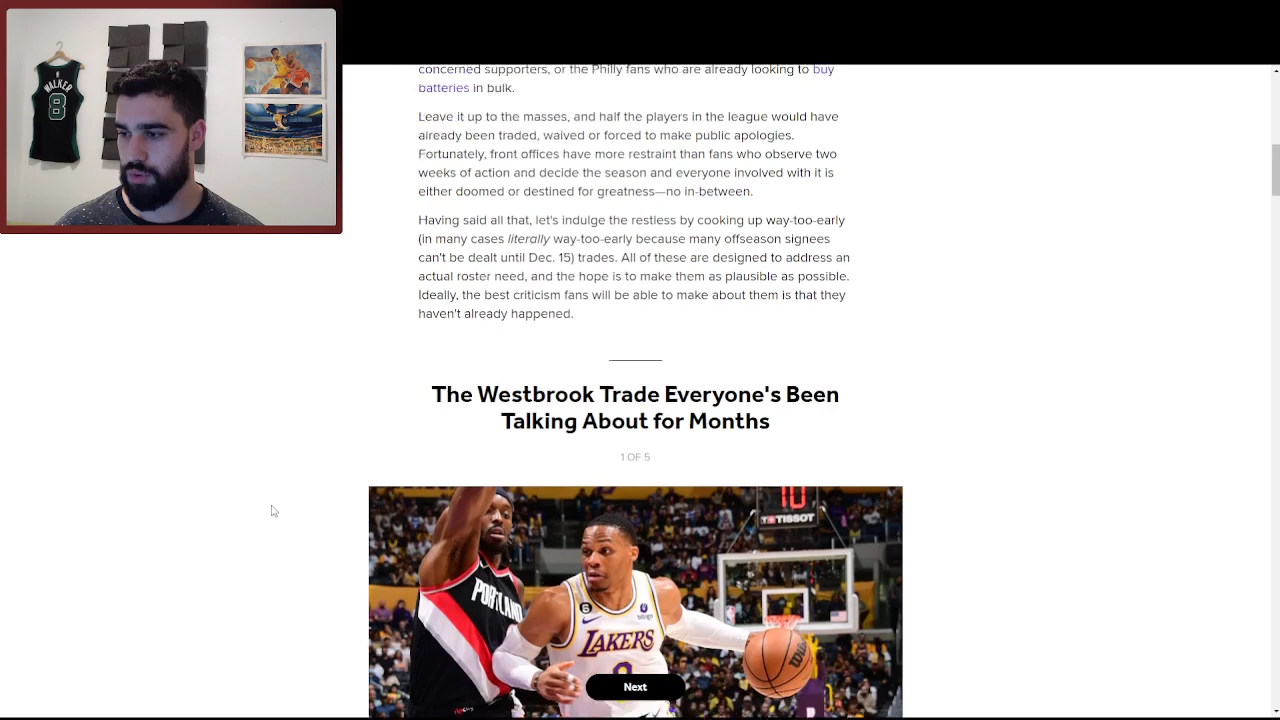 WALKER
8
concerned supporters, or the Philly fans who are already looking to buy
batteries in bulk.
Leave it up to the masses, and half the players in the league would have
already been traded, waived or forced to make public apologies.
Fortunately, front offices have more restraint than fans who observe two
weeks of action and decide the season and everyone involved with it is
either doomed or destined for greatness—no in-between.
Having said all that, let's indulge the restless by cooking up way-too-early
(in many cases literally way-too-early because many offseason signees
can't be dealt until Dec. 15) trades. All of these are designed to address an
actual roster need, and the hope is to make them as plausible as possible.
Ideally, the best criticism fans will be able to make about them is that they
haven't already happened.
The Westbrook Trade Everyone's Been
Talking About for Months
1 OF 5
10
TISSOT
PORTLAND
6
bibigo
LAKERS
Next